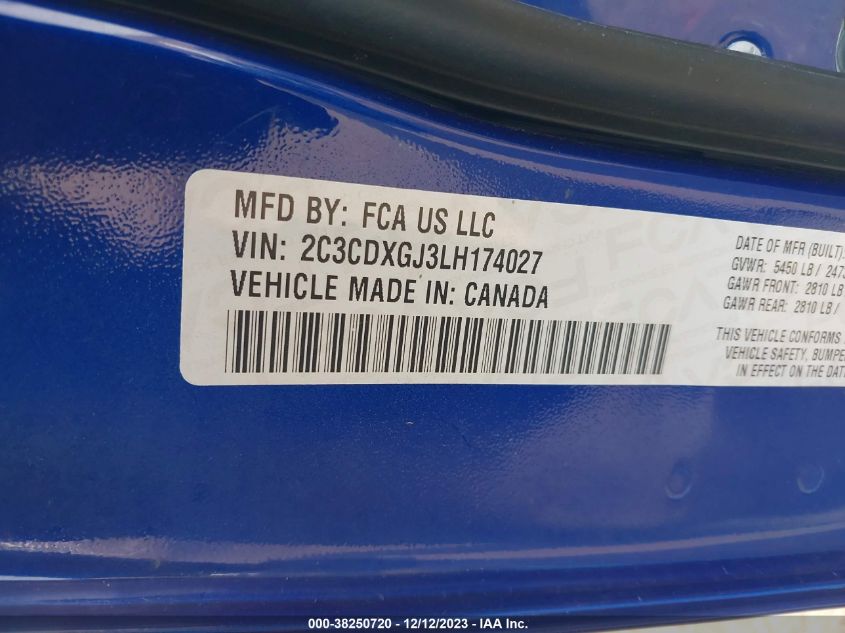 MFD BY: FCA US LLC
VIN: 2C3CDXGJ3LH174027
VEHICLE MADE IN: CANADA
DATE OF MFR (BUILT):
GVWR: 5450 LB / 247
GAWR FRONT: 2810 LB
GAWR REAR: 2810 LB /
THIS VEHICLE CONFORMS
VEHICLE SAFETY, BUMPE
IN EFFECT ON THE DAT
000-38250720 - 12/12/2023 - IAA Inc.